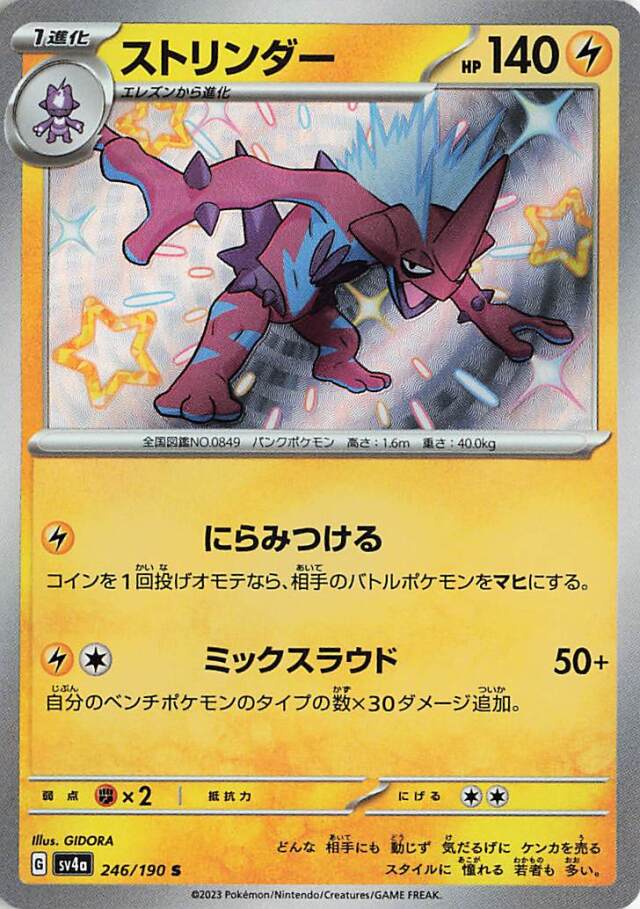 1進化
ストリンダー
HP 140
エレズンから進化
全国図鑑NO.0849 パンクポケモン 高さ:1.6m 重さ:40.0kg
にらみつける
コインを1回投げオモテなら、相手のバトルポケモンをマヒにする。
ミックスラウド 50+
自分のベンチポケモンのタイプの数×30ダメージ追加。
弱点 ×2 抵抗力 にげる
Illus. GIDORA
どんな 相手にも 動じず 気だるげに ケンカを売る
スタイルに 憧れる 若者も 多い。
G sv4a 246/190 S
©2023 Pokémon/Nintendo/Creatures/GAME FREAK.